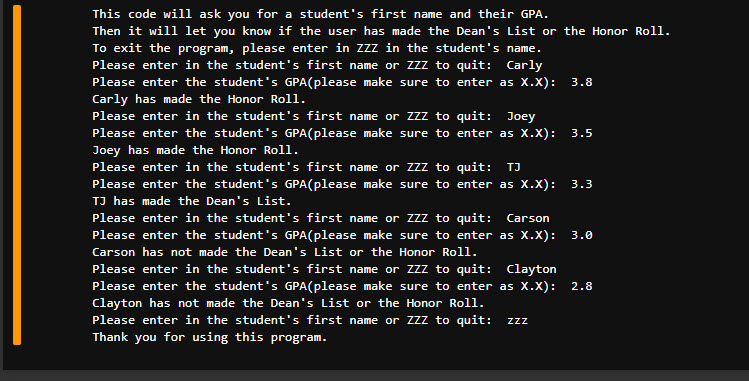 This code will ask you for a student's first name and their GPA.
Then it will let you know if the user has made the Dean's List or the Honor Roll.
To exit the program, please enter in ZZZ in the student's name.
Please enter in the student's first name or ZZZ to quit:  Carly
Please enter the student's GPA(please make sure to enter as X.X):  3.8
Carly has made the Honor Roll.
Please enter in the student's first name or ZZZ to quit:  Joey
Please enter the student's GPA(please make sure to enter as X.X):  3.5
Joey has made the Honor Roll.
Please enter in the student's first name or ZZZ to quit:  TJ
Please enter the student's GPA(please make sure to enter as X.X):  3.3
TJ has made the Dean's List.
Please enter in the student's first name or ZZZ to quit:  Carson
Please enter the student's GPA(please make sure to enter as X.X):  3.0
Carson has not made the Dean's List or the Honor Roll.
Please enter in the student's first name or ZZZ to quit:  Clayton
Please enter the student's GPA(please make sure to enter as X.X):  2.8
Clayton has not made the Dean's List or the Honor Roll.
Please enter in the student's first name or ZZZ to quit:  zzz
Thank you for using this program.